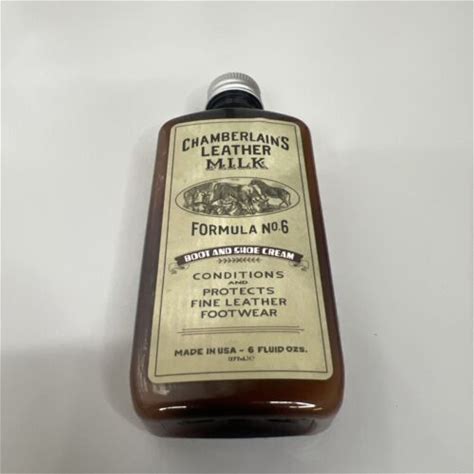 CHAMBERLAIN'S
LEATHER
MILK
FORMULA NO. 6
BOOT AND SHOE CREAM
CONDITIONS
AND
PROTECTS
FINE LEATHER
FOOTWEAR
MADE IN USA - 6 FLUID OZS.